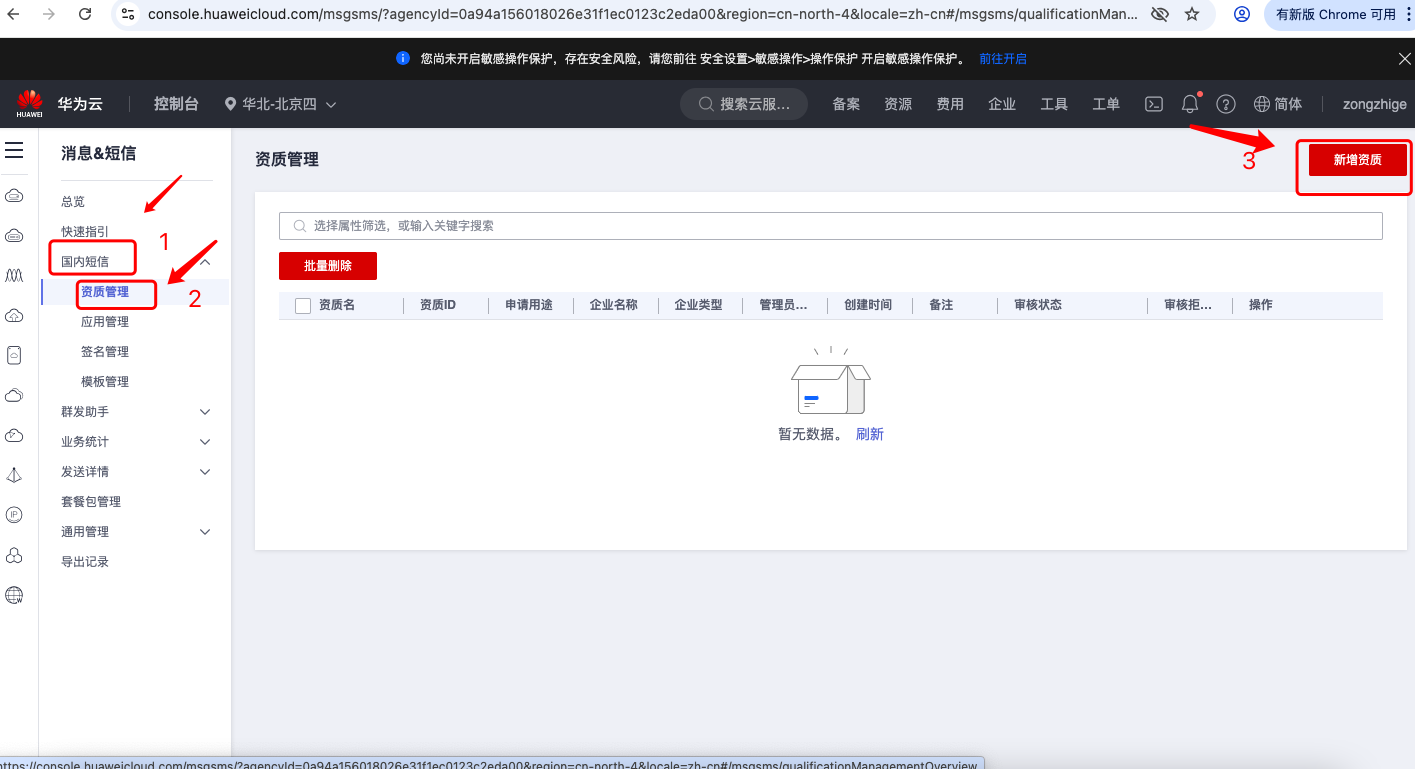 console.huaweicloud.com/msgsms/?agencyId=0a94a156018026e31f1ec0123c2eda00&region=cn-north-4&locale=zh-cn#/msgsms/qualificationMan...
有新版 Chrome 可用
您尚未开启敏感操作保护，存在安全风险，请您前往 安全设置>敏感操作>操作保护 开启敏感操作保护。 前往开启
HUAWEI
华为云
控制台
华北-北京四
搜索云服...
备案
资源
费用
企业
工具
工单
简体
zongzhige
消息&短信
总览
快速指引
国内短信
资质管理
应用管理
签名管理
模板管理
群发助手
业务统计
发送详情
套餐包管理
通用管理
导出记录
1
2
资质管理
3
新增资质
选择属性筛选，或输入关键字搜索
批量删除
资质名 资质ID 申请用途 企业名称 企业类型 管理员... 创建时间 备注 审核状态 审核拒... 操作
暂无数据。 刷新
https://console.huaweicloud.com/msgsms/?agencyId=0a94a156018026e31f1ec0123c2eda00&region=cn-north-4&locale=zh-cn#/msgsms/qualificationManagementOverview